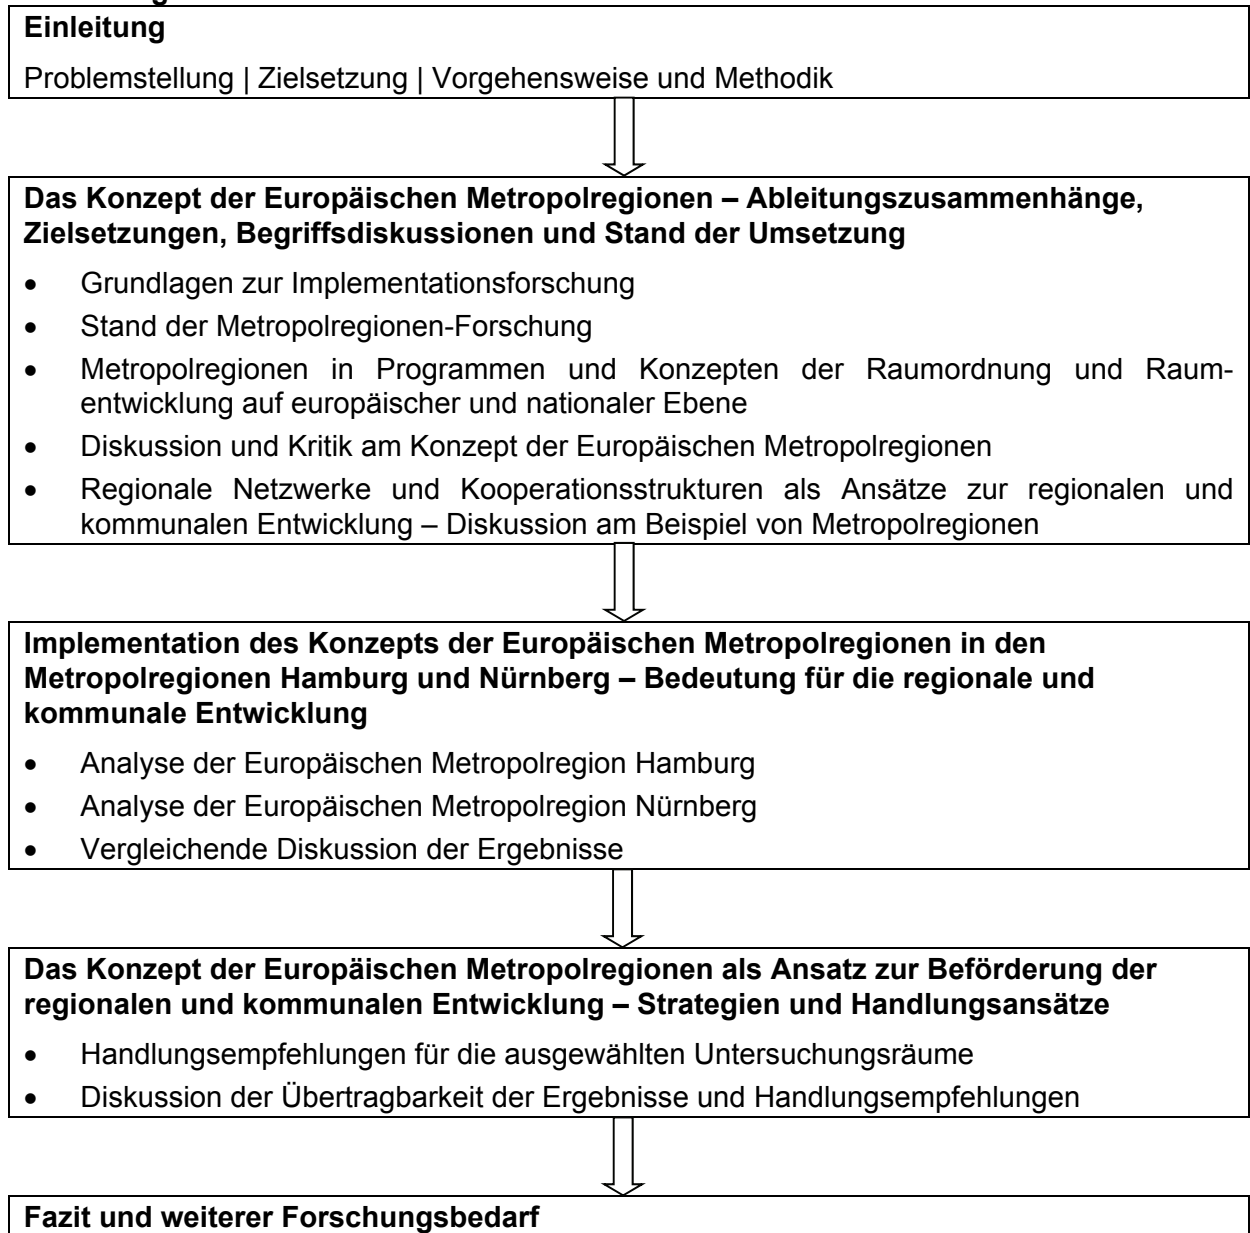 Einleitung
Problemstellung | Zielsetzung | Vorgehensweise und Methodik
Das Konzept der Europäischen Metropolregionen – Ableitungszusammenhänge,
Zielsetzungen, Begriffsdiskussionen und Stand der Umsetzung
• Grundlagen zur Implementationsforschung
• Stand der Metropolregionen-Forschung
• Metropolregionen in Programmen und Konzepten der Raumordnung und Raum-
entwicklung auf europäischer und nationaler Ebene
• Diskussion und Kritik am Konzept der Europäischen Metropolregionen
• Regionale Netzwerke und Kooperationsstrukturen als Ansätze zur regionalen und
kommunalen Entwicklung – Diskussion am Beispiel von Metropolregionen
Implementation des Konzepts der Europäischen Metropolregionen in den
Metropolregionen Hamburg und Nürnberg – Bedeutung für die regionale und
kommunale Entwicklung
• Analyse der Europäischen Metropolregion Hamburg
• Analyse der Europäischen Metropolregion Nürnberg
• Vergleichende Diskussion der Ergebnisse
Das Konzept der Europäischen Metropolregionen als Ansatz zur Beförderung der
regionalen und kommunalen Entwicklung – Strategien und Handlungsansätze
• Handlungsempfehlungen für die ausgewählten Untersuchungsräume
• Diskussion der Übertragbarkeit der Ergebnisse und Handlungsempfehlungen
Fazit und weiterer Forschungsbedarf